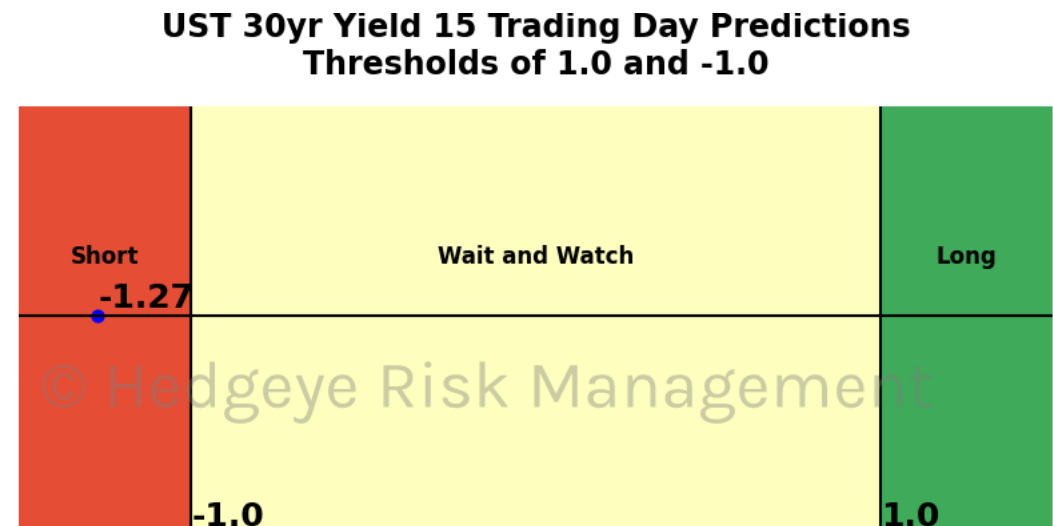 UST 30yr Yield 15 Trading Day Predictions
Thresholds of 1.0 and -1.0
Short
Wait and Watch
Long
-1.27
© Hedgeye Risk Management
-1.0
1.0